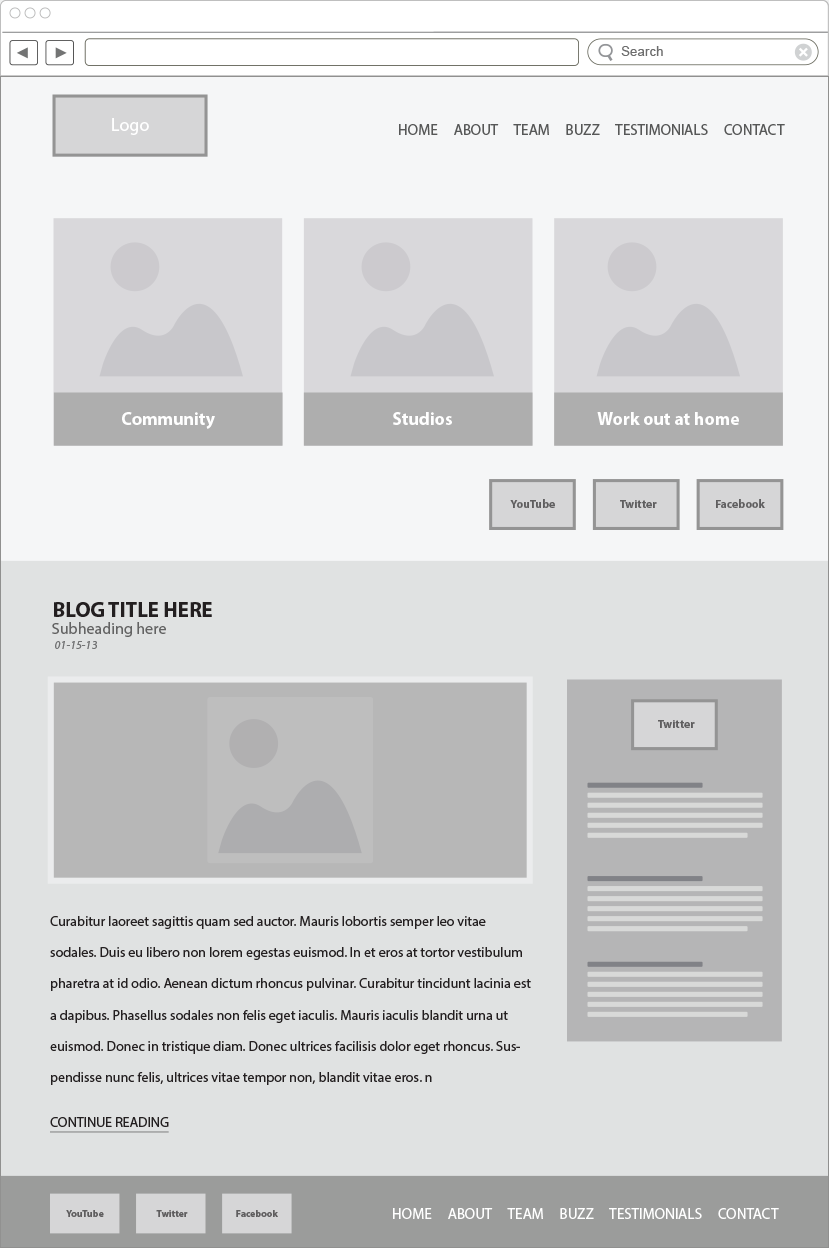 Search
Logo
HOME ABOUT TEAM BUZZ TESTIMONIALS CONTACT
Community
Studios
Work out at home
YouTube
Twitter
Facebook
BLOG TITLE HERE
Subheading here
01-15-13
Curabitur laoreet sagittis quam sed auctor. Mauris lobortis semper leo vitae
sodales. Duis eu libero non lorem egestas euismod. In et eros at tortor vestibulum
pharetra at id odio. Aenean dictum rhoncus pulvinar. Curabitur tincidunt lacinia est
a dapibus. Phasellus sodales non felis eget iaculis. Mauris iaculis blandit urna ut
euismod. Donec in tristique diam. Donec ultrices facilisis dolor eget rhoncus. Sus-
pendisse nunc felis, ultrices vitae tempor non, blandit vitae eros. n
CONTINUE READING
Twitter
YouTube
Twitter
Facebook
HOME ABOUT TEAM BUZZ TESTIMONIALS CONTACT